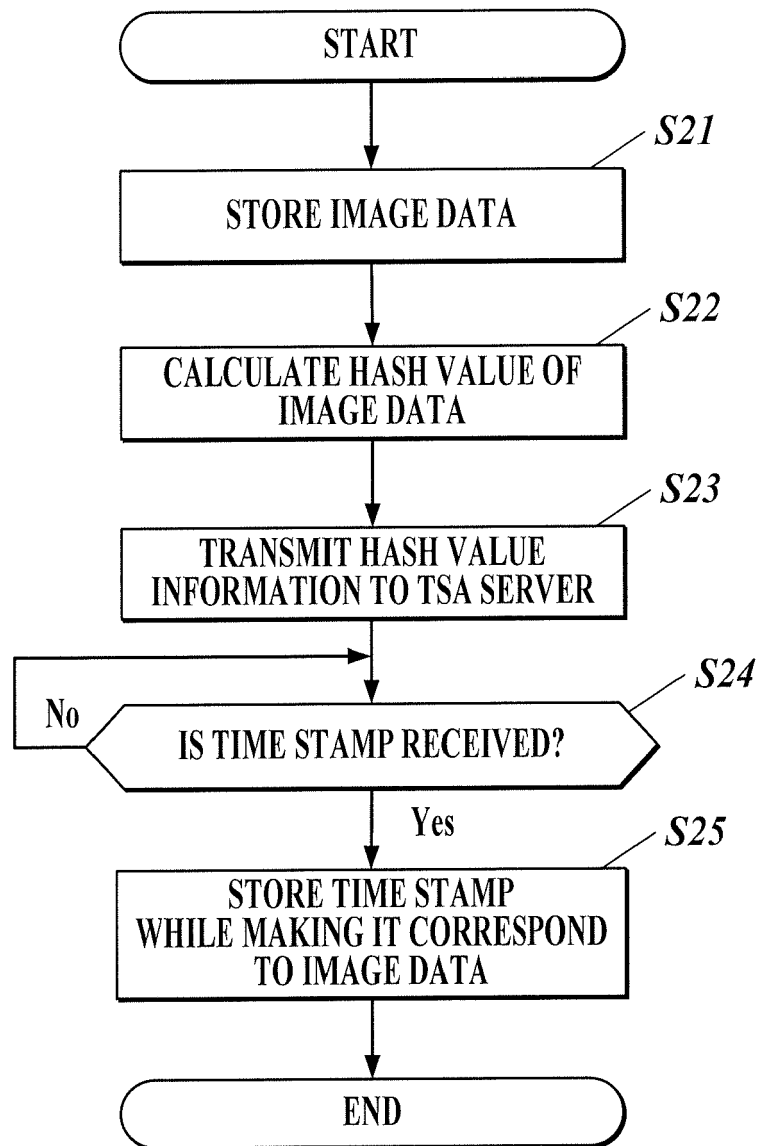 START
S21
STORE IMAGE DATA
S22
CALCULATE HASH VALUE OF
IMAGE DATA
S23
TRANSMIT HASH VALUE
INFORMATION TO TSA SERVER
S24
No
IS TIME STAMP RECEIVED?
Yes
S25
STORE TIME STAMP
WHILE MAKING IT CORRESPOND
TO IMAGE DATA
END